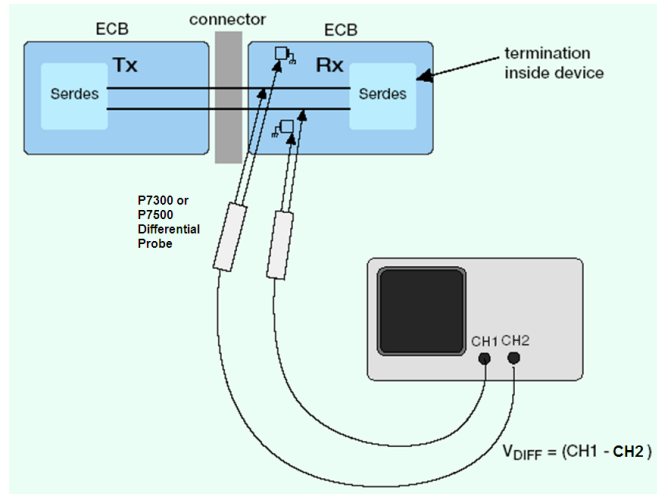 connector
ECB
ECB
Tx
Rx
Serdes
Serdes
termination
inside device
P7300 or
P7500
Differential
Probe
CH1 CH2
VDIFF = (CH1 - CH2 )